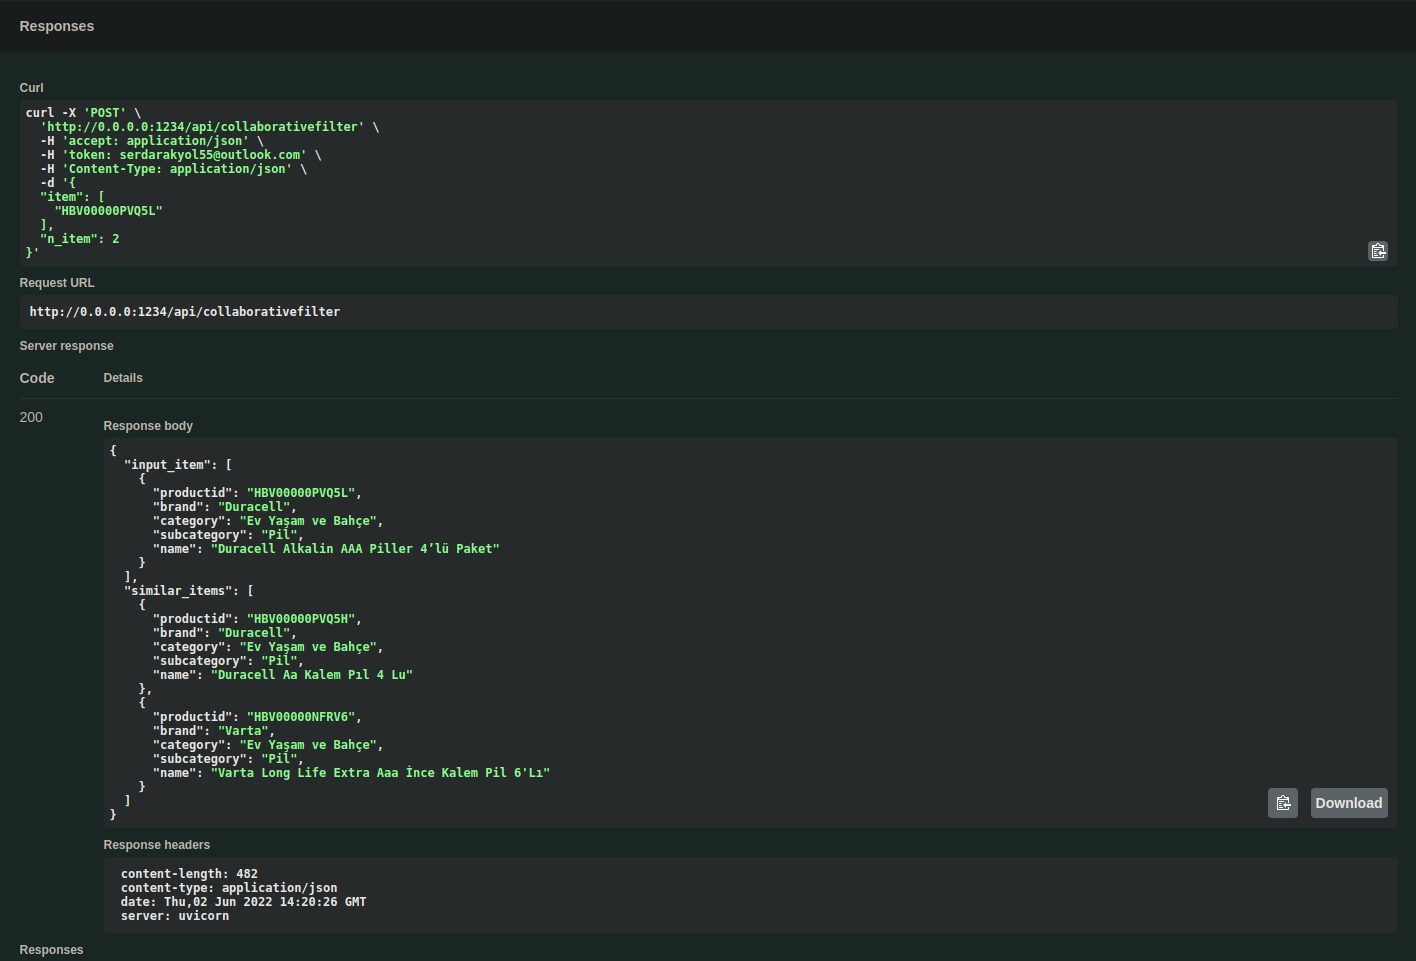 Responses
Curl
curl -X 'POST' \
  'http://0.0.0.0:1234/api/collaborativefilter' \
  -H 'accept: application/json' \
  -H 'token: serdarakyol55@outlook.com' \
  -H 'Content-Type: application/json' \
  -d '{
  "item": [
    "HBV00000PVQ5L"
  ],
  "n_item": 2
}'
Request URL
http://0.0.0.0:1234/api/collaborativefilter
Server response
Code Details
200
Response body
{
  "input_item": [
    {
      "productid": "HBV00000PVQ5L",
      "brand": "Duracell",
      "category": "Ev Yaşam ve Bahçe",
      "subcategory": "Pil",
      "name": "Duracell Alkalin AAA Piller 4’lü Paket"
    }
  ],
  "similar_items": [
    {
      "productid": "HBV00000PVQ5H",
      "brand": "Duracell",
      "category": "Ev Yaşam ve Bahçe",
      "subcategory": "Pil",
      "name": "Duracell Aa Kalem Pıl 4 Lu"
    },
    {
      "productid": "HBV00000NFRV6",
      "brand": "Varta",
      "category": "Ev Yaşam ve Bahçe",
      "subcategory": "Pil",
      "name": "Varta Long Life Extra Aaa İnce Kalem Pil 6'Lı"
    }
  ]
}
Download
Response headers
content-length: 482
content-type: application/json
date: Thu,02 Jun 2022 14:20:26 GMT
server: uvicorn
Responses